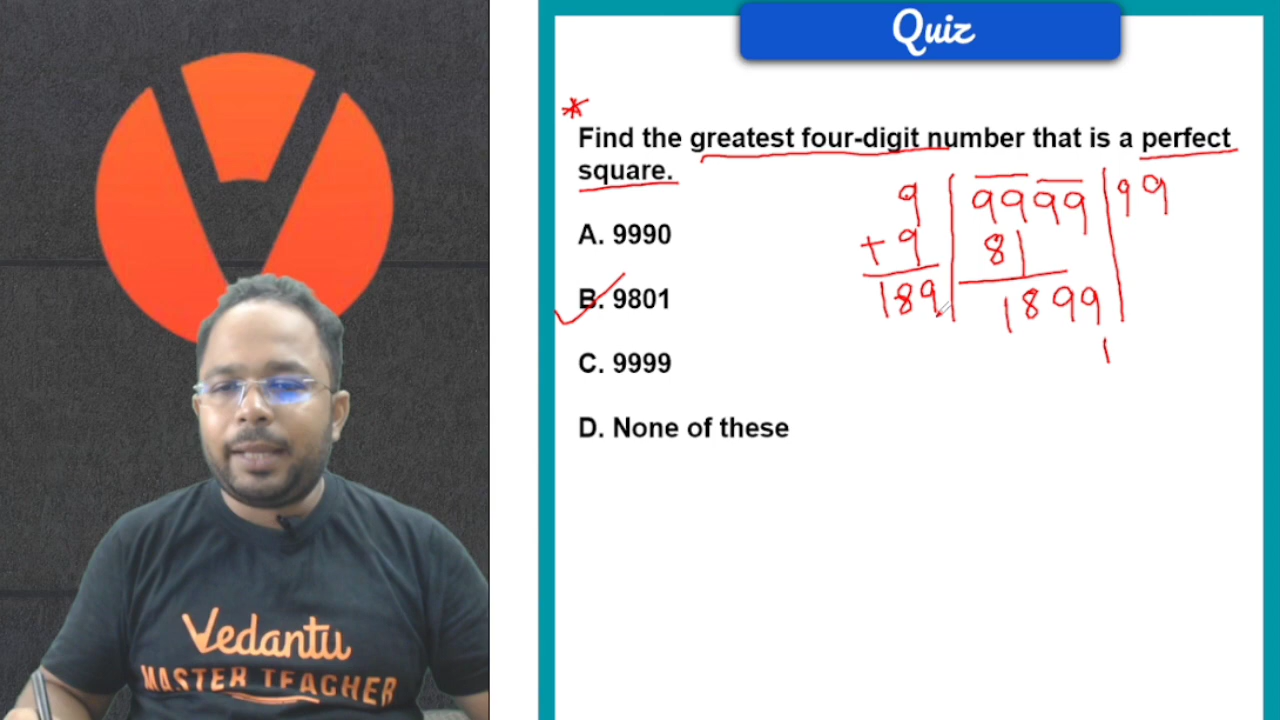 Quiz
*
Find the greatest four-digit number that is a perfect
square.
9 9999 99
+9 81
189 1899
1
A. 9990
B. 9801
C. 9999
D. None of these
Vedantu
MASTER TEACHER